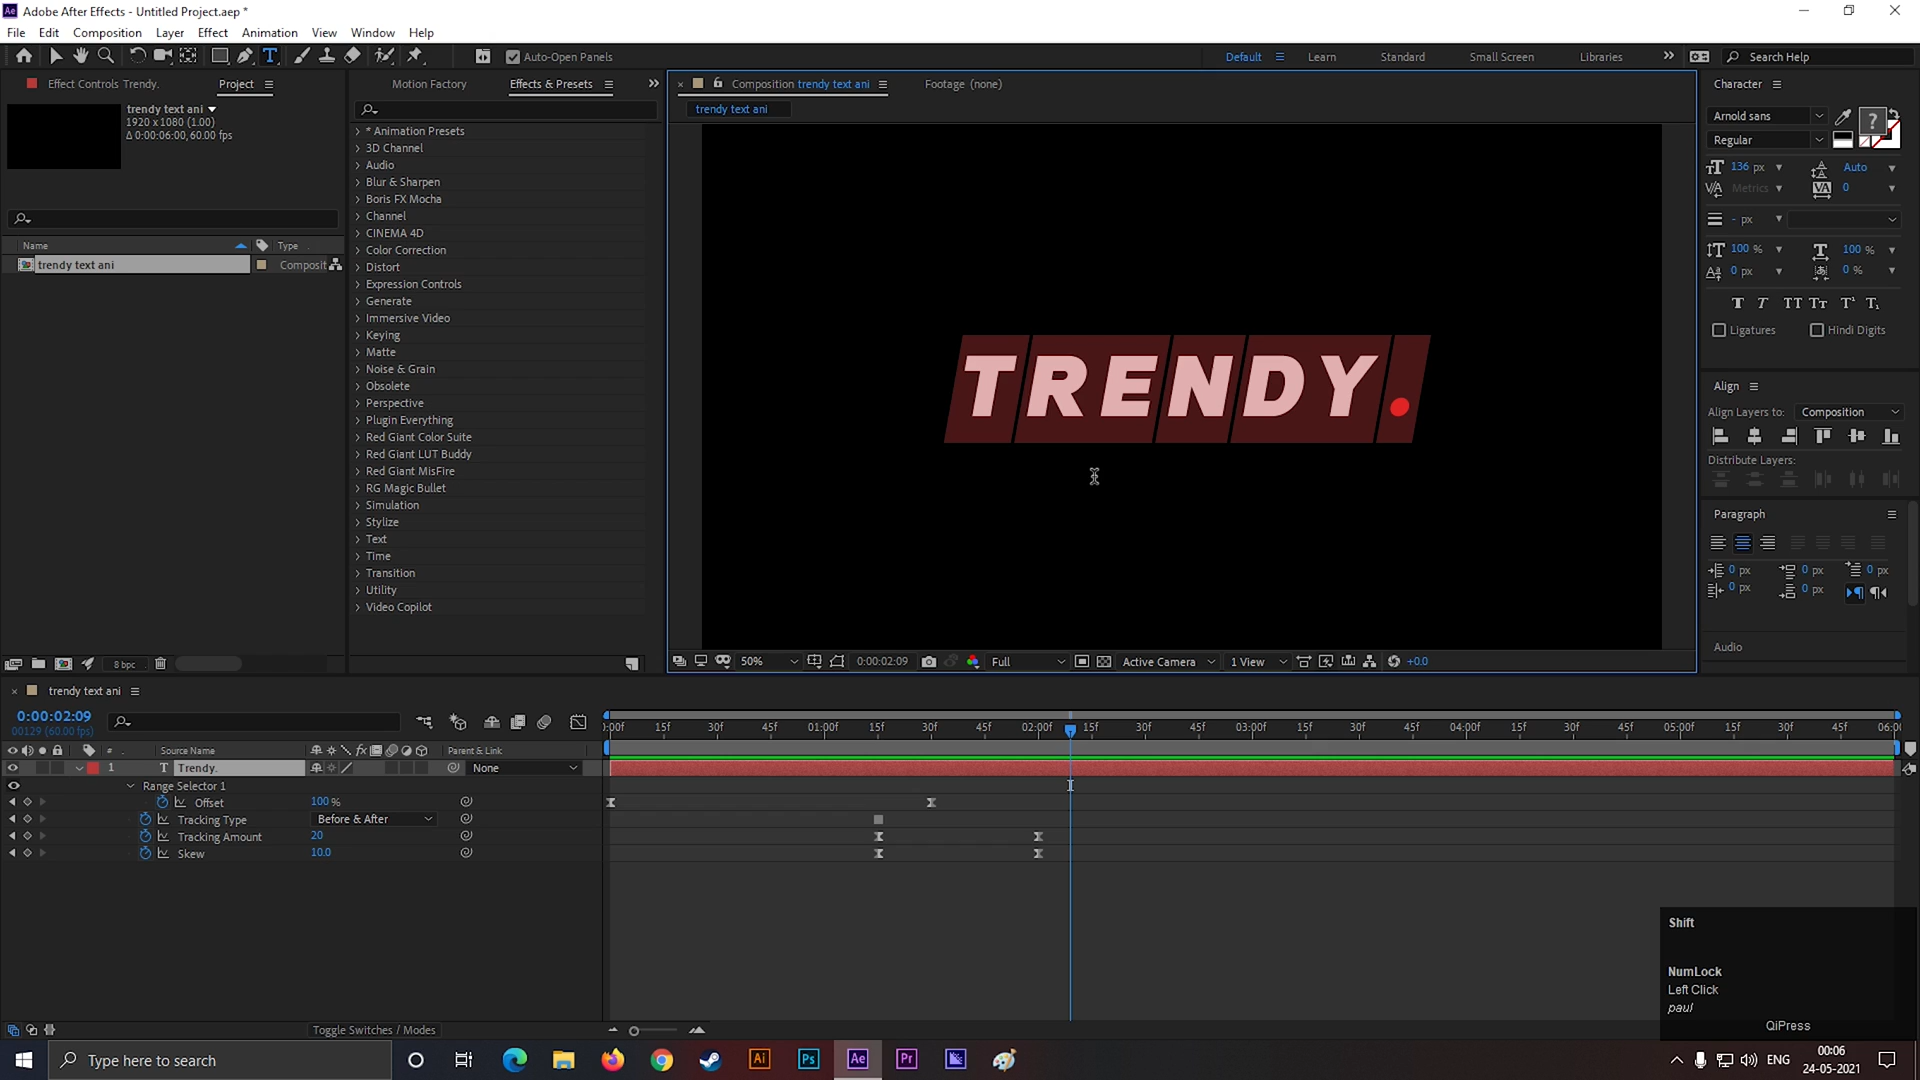 Adobe After Effects - Untitled Project.aep *
File Edit Composition Layer Effect Animation View Window Help
Auto-Open Panels
Default Learn Standard Small Screen Libraries Search Help
Effect Controls Trendy. Project
trendy text ani
1920 x 1080 (1.00)
Δ 0:00:06:00, 60.00 fps
Name Type
trendy text ani Composit
8 bpc
Motion Factory Effects & Presets
* Animation Presets
3D Channel
Audio
Blur & Sharpen
Boris FX Mocha
Channel
CINEMA 4D
Color Correction
Distort
Expression Controls
Generate
Immersive Video
Keying
Matte
Noise & Grain
Obsolete
Perspective
Plugin Everything
Red Giant Color Suite
Red Giant LUT Buddy
Red Giant MisFire
RG Magic Bullet
Simulation
Stylize
Text
Time
Transition
Utility
Video Copilot
Composition trendy text ani Footage (none)
trendy text ani
TRENDY.
50% 0:00:02:09 Full Active Camera 1 View +0.0
Character
Arnold sans
Regular
136 px Auto
Metrics 0
- px
100 % 100 %
0 px 0 %
Ligatures Hindi Digits
Align
Align Layers to: Composition
Distribute Layers:
Paragraph
0 px 0 px 0 px
0 px 0 px
Audio
trendy text ani
0:00:02:09
00129 (60.00 fps)
:00f 15f 30f 45f 01:00f 15f 30f 45f 02:00f 15f 30f 45f 03:00f 15f 30f 45f 04:00f 15f 30f 45f 05:00f 15f 30f 45f 06:00
# Source Name fx Parent & Link
1 T Trendy. None
Range Selector 1
Offset 100 %
Tracking Type Before & After
Tracking Amount 20
Skew 10.0
Toggle Switches / Modes
Shift
NumLock
Left Click
paul
QiPress
Type here to search
Ai Ps Ae Pr
ENG
00:06
24-05-2021